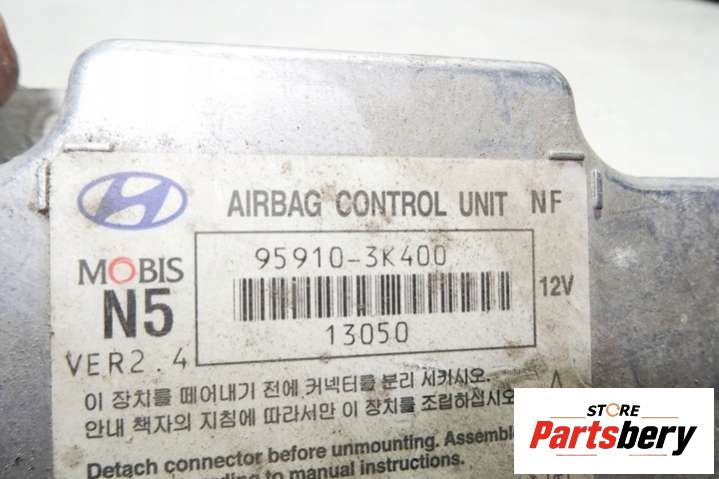 AIRBAG CONTROL UNIT NF
MOBIS
N5
VER2.4
95910-3K400
13050
12V
이 장치를 떼어내기 전에 커넥터를 분리 시키시오.
안내 책자의 지침에 따라서만 이 장치를 조립하십시오
Detach connector before unmounting. Assemble
to manual instructions.
STORE
Partsbery